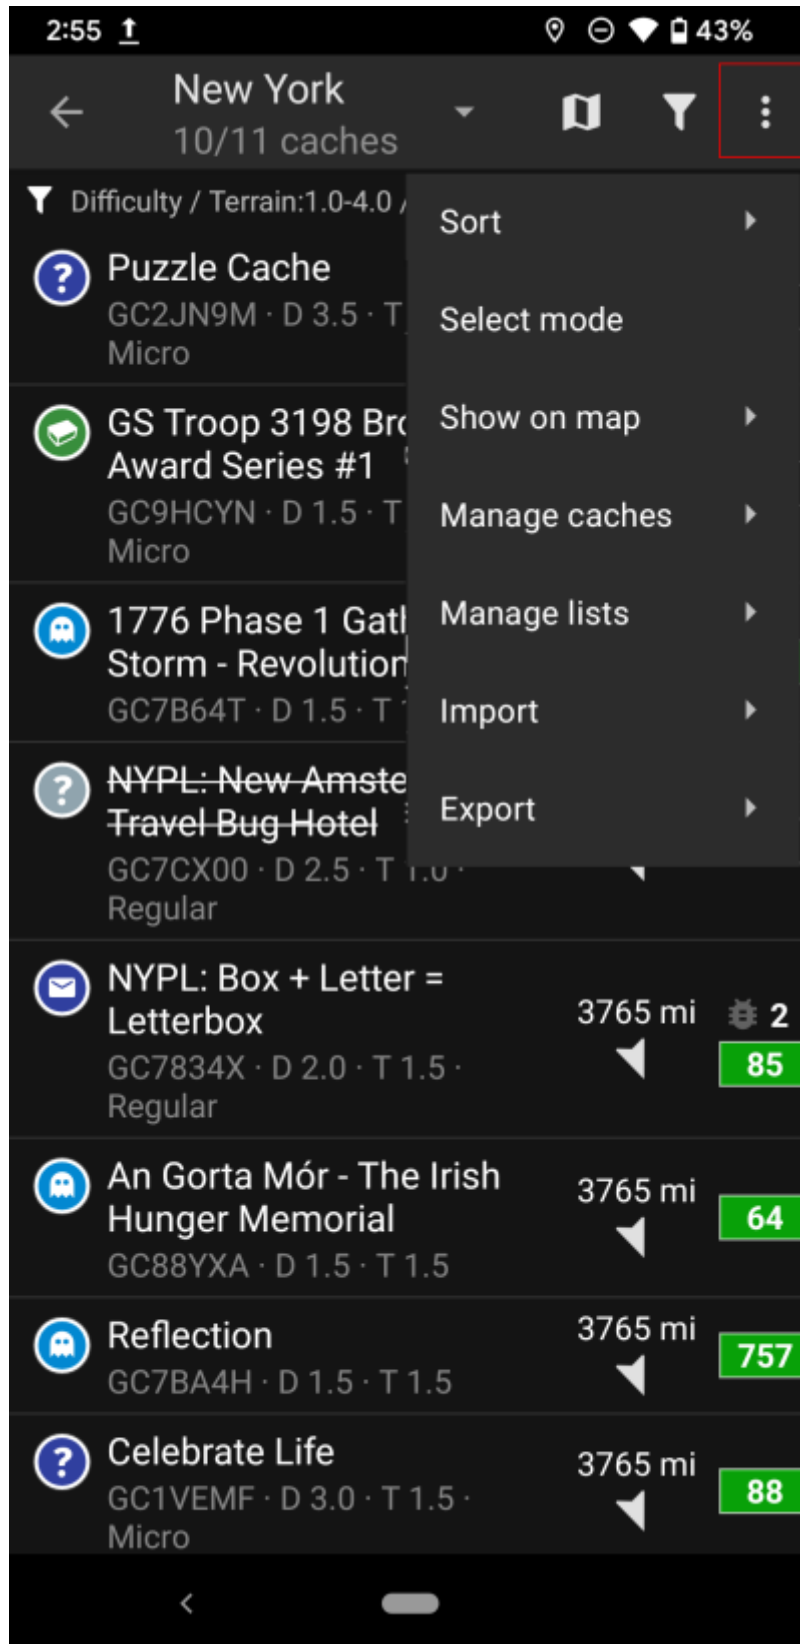 2:55 43%
New York
10/11 caches
Difficulty / Terrain:1.0-4.0 /
Sort
Select mode
Show on map
Manage caches
Manage lists
Import
Export
Puzzle Cache
GC2JN9M · D 3.5 · T
Micro
GS Troop 3198
Award Series #1
GC9HCYN · D 1.5 · T
Micro
1776 Phase 1
Storm - Revolution
GC7B64T · D 1.5 · T
NYPL: New
Travel Bug Hotel
GC7CX00 · D 2.5 · T 1.0 ·
Regular
NYPL: Box + Letter =
Letterbox
GC7834X · D 2.0 · T 1.5 ·
Regular
3765 mi
2
85
An Gorta Mór - The Irish
Hunger Memorial
GC88YXA · D 1.5 · T 1.5
3765 mi
64
Reflection
GC7BA4H · D 1.5 · T 1.5
3765 mi
757
Celebrate Life
GC1VEMF · D 3.0 · T 1.5 ·
Micro
3765 mi
88